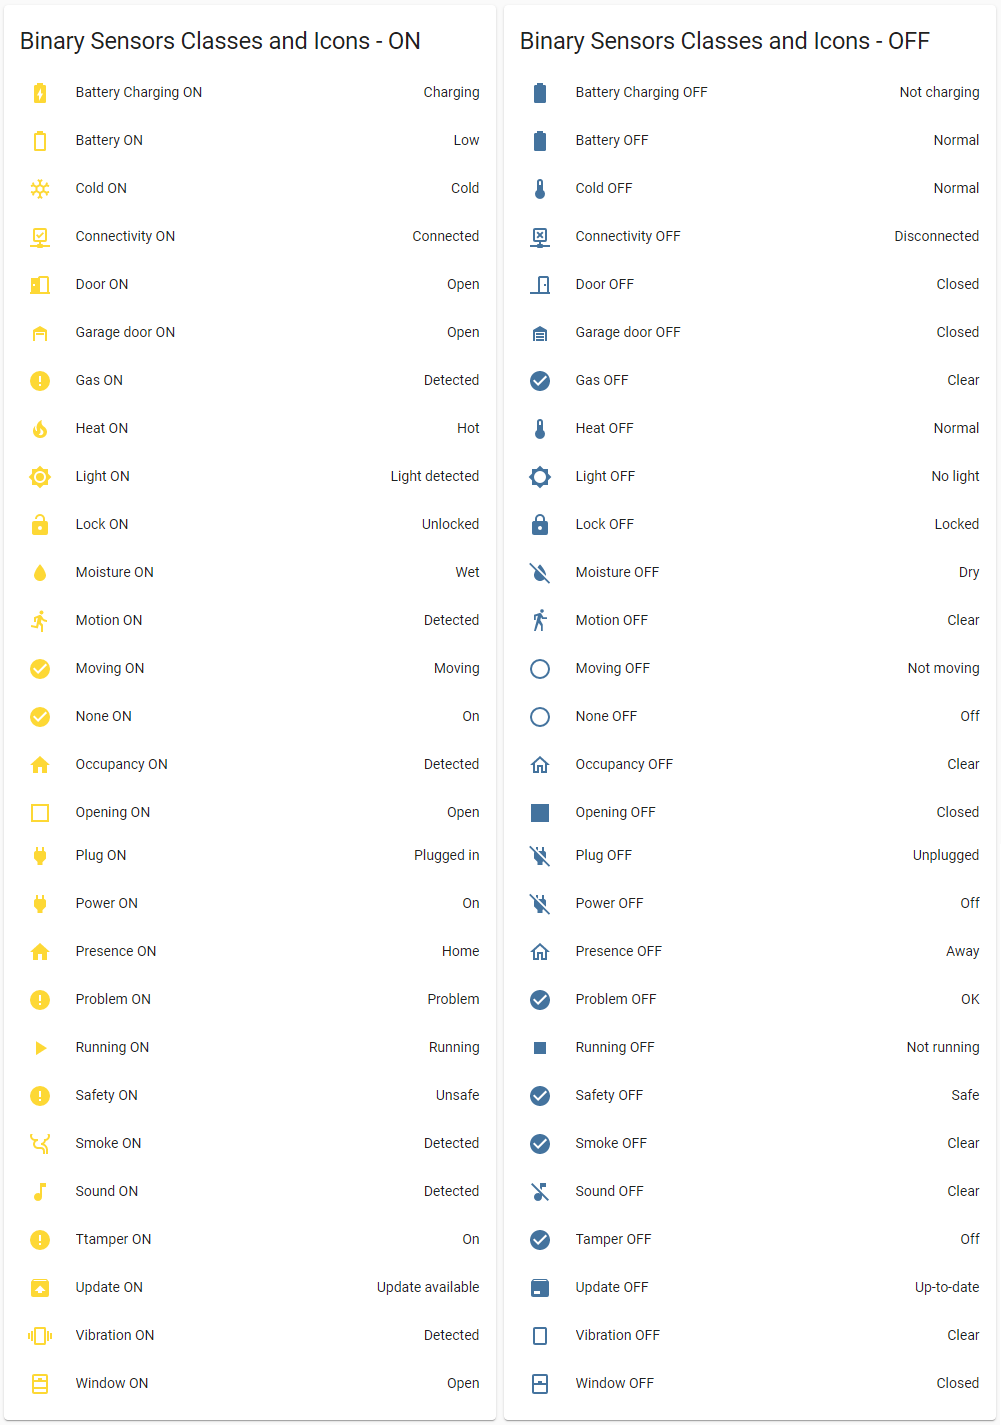 Binary Sensors Classes and Icons - ON
Battery Charging ON Charging
Battery ON Low
Cold ON Cold
Connectivity ON Connected
Door ON Open
Garage door ON Open
Gas ON Detected
Heat ON Hot
Light ON Light detected
Lock ON Unlocked
Moisture ON Wet
Motion ON Detected
Moving ON Moving
None ON On
Occupancy ON Detected
Opening ON Open
Plug ON Plugged in
Power ON On
Presence ON Home
Problem ON Problem
Running ON Running
Safety ON Unsafe
Smoke ON Detected
Sound ON Detected
Ttamper ON On
Update ON Update available
Vibration ON Detected
Window ON Open
Binary Sensors Classes and Icons - OFF
Battery Charging OFF Not charging
Battery OFF Normal
Cold OFF Normal
Connectivity OFF Disconnected
Door OFF Closed
Garage door OFF Closed
Gas OFF Clear
Heat OFF Normal
Light OFF No light
Lock OFF Locked
Moisture OFF Dry
Motion OFF Clear
Moving OFF Not moving
None OFF Off
Occupancy OFF Clear
Opening OFF Closed
Plug OFF Unplugged
Power OFF Off
Presence OFF Away
Problem OFF OK
Running OFF Not running
Safety OFF Safe
Smoke OFF Clear
Sound OFF Clear
Tamper OFF Off
Update OFF Up-to-date
Vibration OFF Clear
Window OFF Closed